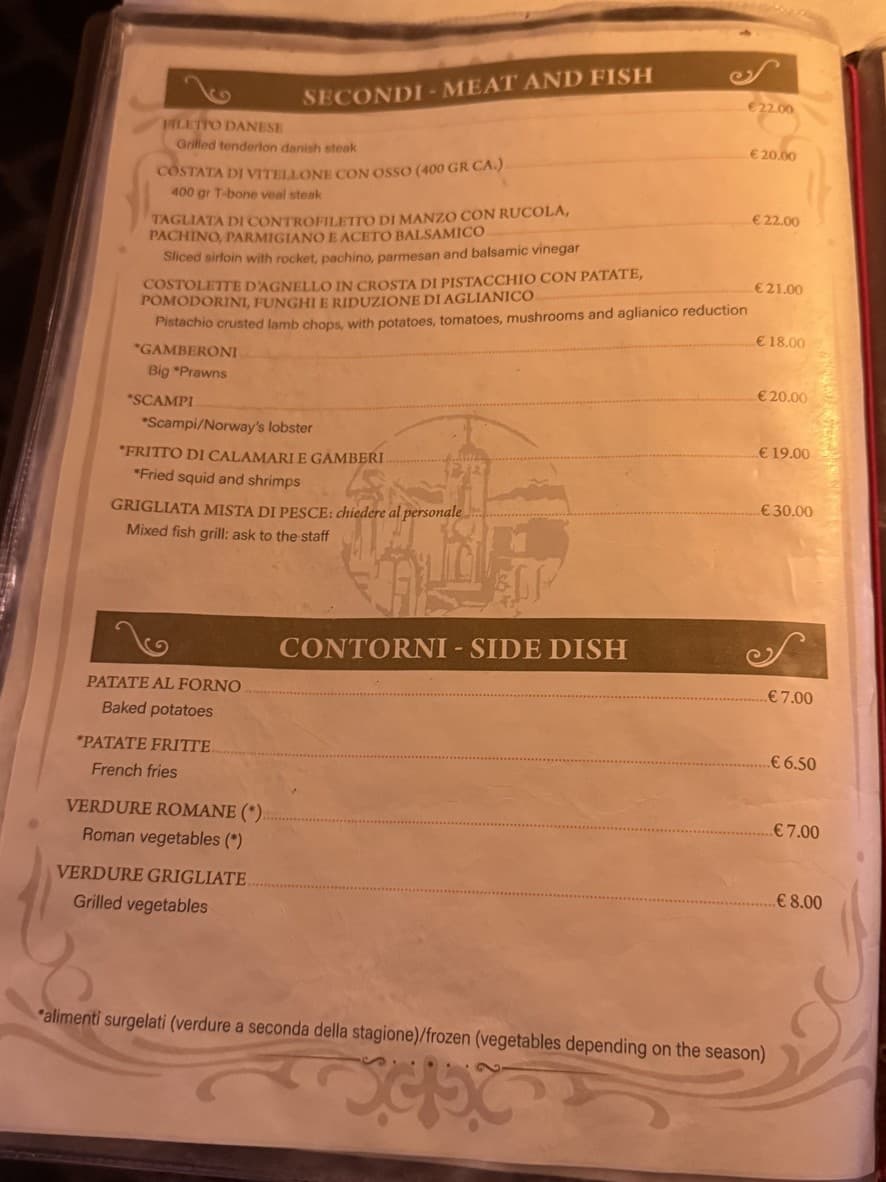 SECONDI - MEAT AND FISH
FILETTO DANESE € 22.00
Grilled tenderlon danish steak
COSTATA DI VITELLONE CON OSSO (400 GR CA.) € 20.00
400 gr T-bone veal steak
TAGLIATA DI CONTROFILETTO DI MANZO CON RUCOLA,
PACHINO, PARMIGIANO E ACETO BALSAMICO € 22.00
Sliced sirloin with rocket, pachino, parmesan and balsamic vinegar
COSTOLETTE D'AGNELLO IN CROSTA DI PISTACCHIO CON PATATE,
POMODORINI, FUNGHI E RIDUZIONE DI AGLIANICO € 21.00
Pistachio crusted lamb chops, with potatoes, tomatoes, mushrooms and aglianico reduction
*GAMBERONI € 18.00
Big *Prawns
*SCAMPI € 20.00
*Scampi/Norway's lobster
*FRITTO DI CALAMARI E GAMBERI € 19.00
*Fried squid and shrimps
GRIGLIATA MISTA DI PESCE: chiedere al personale € 30.00
Mixed fish grill: ask to the staff
CONTORNI - SIDE DISH
PATATE AL FORNO € 7.00
Baked potatoes
*PATATE FRITTE € 6.50
French fries
VERDURE ROMANE (*) € 7.00
Roman vegetables (*)
VERDURE GRIGLIATE € 8.00
Grilled vegetables
*alimenti surgelati (verdure a seconda della stagione)/frozen (vegetables depending on the season)